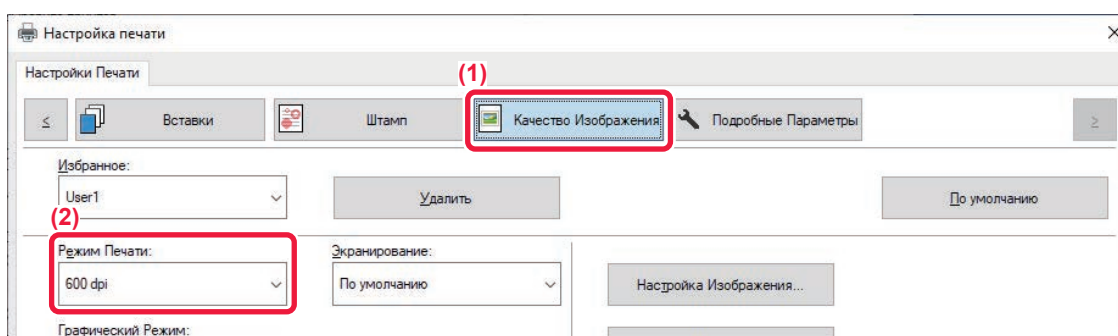 Настройка печати
Настройки Печати
(1)
≤ Вставки Штамп Качество Изображения Подробные Параметры ≥
Избранное:
User1 Удалить По умолчанию
(2)
Режим Печати: Экранирование:
600 dpi По умолчанию Настройка Изображения...
Графический Режим: